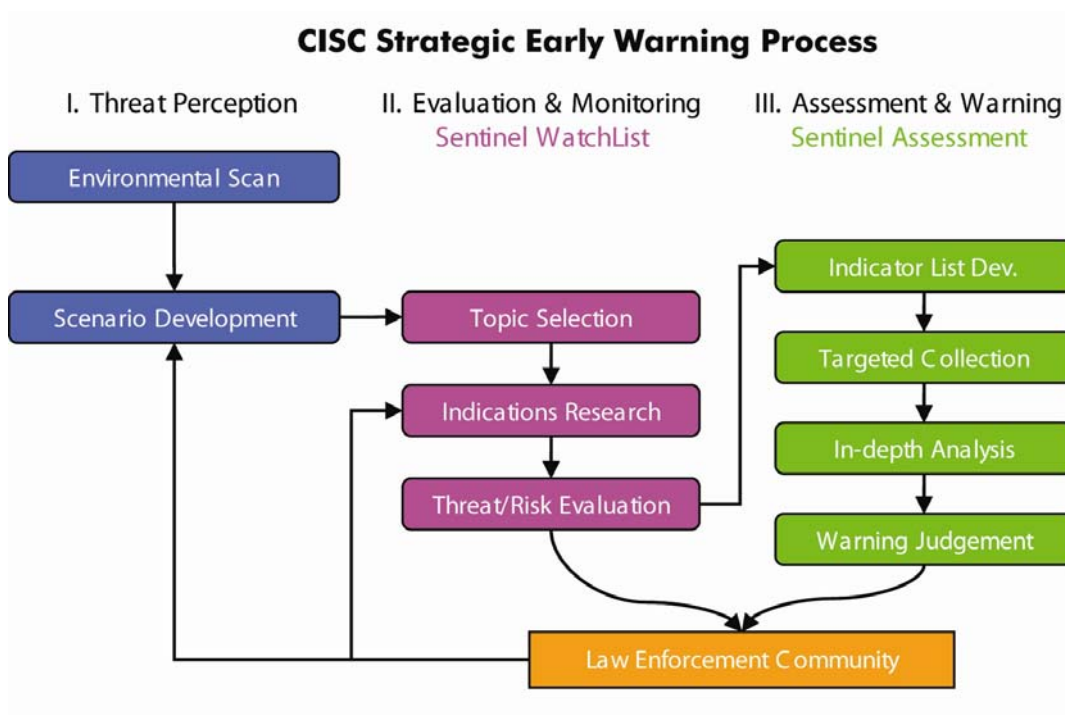 CISC Strategic Early Warning Process
I. Threat Perception
II. Evaluation & Monitoring
Sentinel WatchList
III. Assessment & Warning
Sentinel Assessment
Environmental Scan
Scenario Development
Topic Selection
Indications Research
Threat/Risk Evaluation
Indicator List Dev.
Targeted Collection
In-depth Analysis
Warning Judgement
Law Enforcement Community